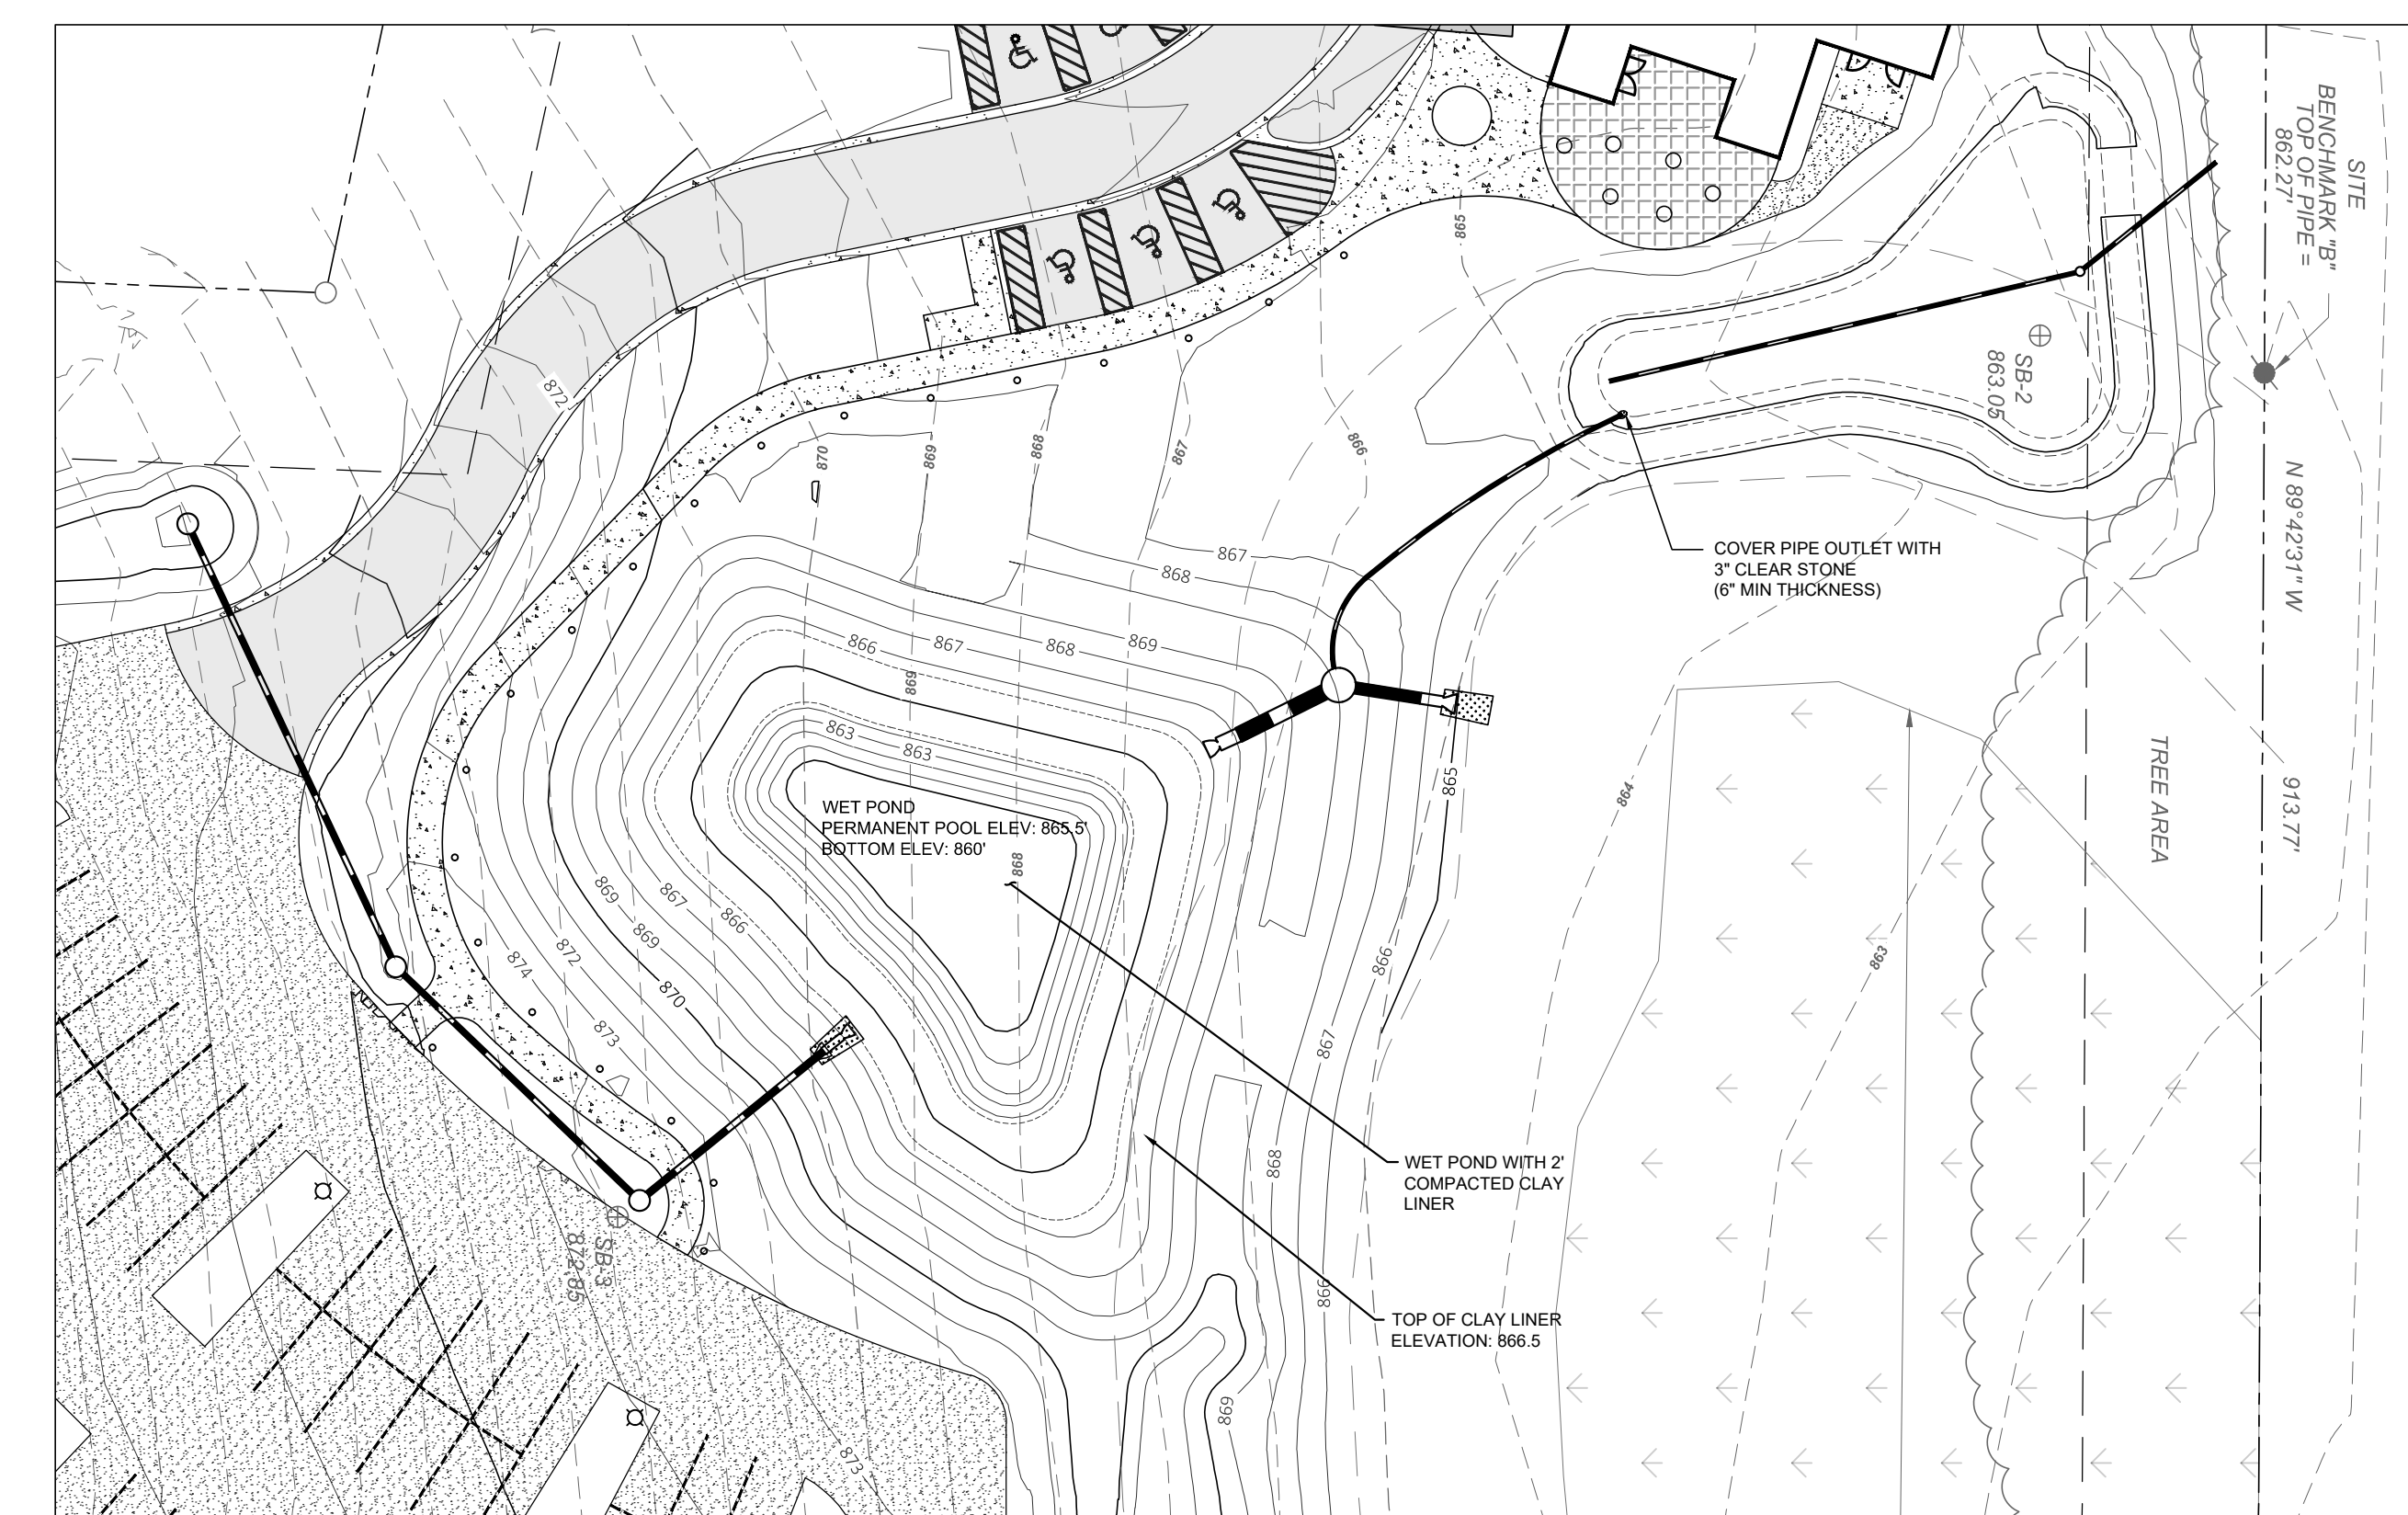 SITE
BENCHMARK "B"
TOP OF PIPE =
862.27'
872
865
870
869
868
867
866
SB-2
863.05
N 89°42'31" W
COVER PIPE OUTLET WITH
3" CLEAR STONE
(6" MIN THICKNESS)
867
868
866
867
868
869
869
863
863
865
864
TREE AREA
913.77'
WET POND
PERMANENT POOL ELEV: 865.5'
BOTTOM ELEV: 860'
868
869
867
866
869
872
874
870
873
866
863
867
WET POND WITH 2'
COMPACTED CLAY
LINER
868
SB-3
872.85
866
TOP OF CLAY LINER
ELEVATION: 866.5
869
873